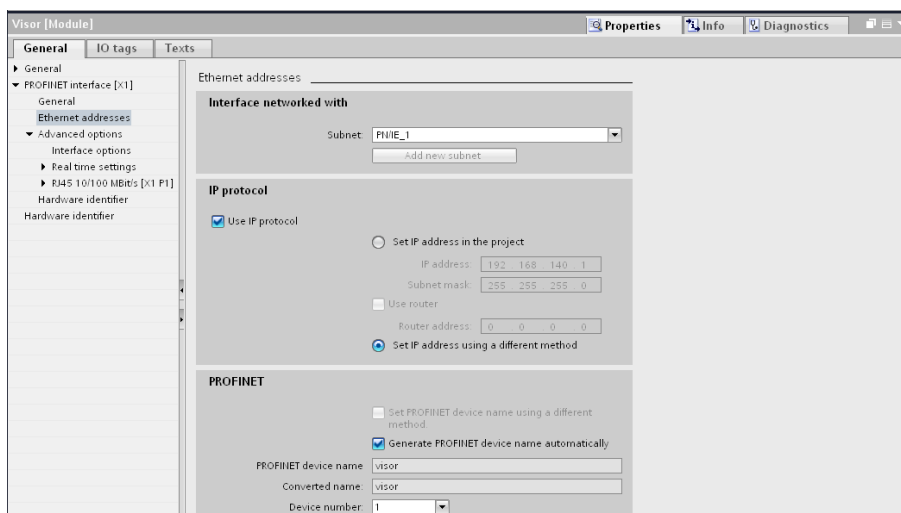 Visor [Module]
Properties
Info
Diagnostics
General
IO tags
Texts
General
PROFINET interface [X1]
General
Ethernet addresses
Advanced options
Interface options
Real time settings
RJ45 10/100 MBit/s [X1 P1]
Hardware identifier
Hardware identifier
Ethernet addresses
Interface networked with
Subnet: PN/IE_1
Add new subnet
IP protocol
Use IP protocol
Set IP address in the project
IP address: 192 . 168 . 140 . 1
Subnet mask: 255 . 255 . 255 . 0
Use router
Router address: 0 . 0 . 0 . 0
Set IP address using a different method
PROFINET
Set PROFINET device name using a different
method.
Generate PROFINET device name automatically
PROFINET device name visor
Converted name: visor
Device number: 1